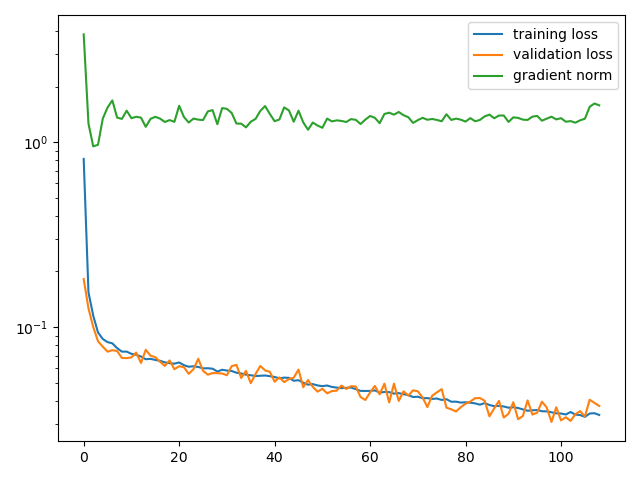 training loss
validation loss
gradient norm
10⁰
10⁻¹
0 20 40 60 80 100